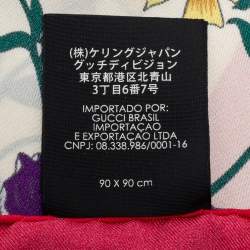 (株)ケリングジャパン
グッチディビジョン
東京都港区北青山
3丁目6番7号
IMPORTADO POR:
GUCCI BRASIL
IMPORTACAO
E EXPORTAÇAO LTDA
CNPJ: 08.338.986/0001-16
90 X 90 cm